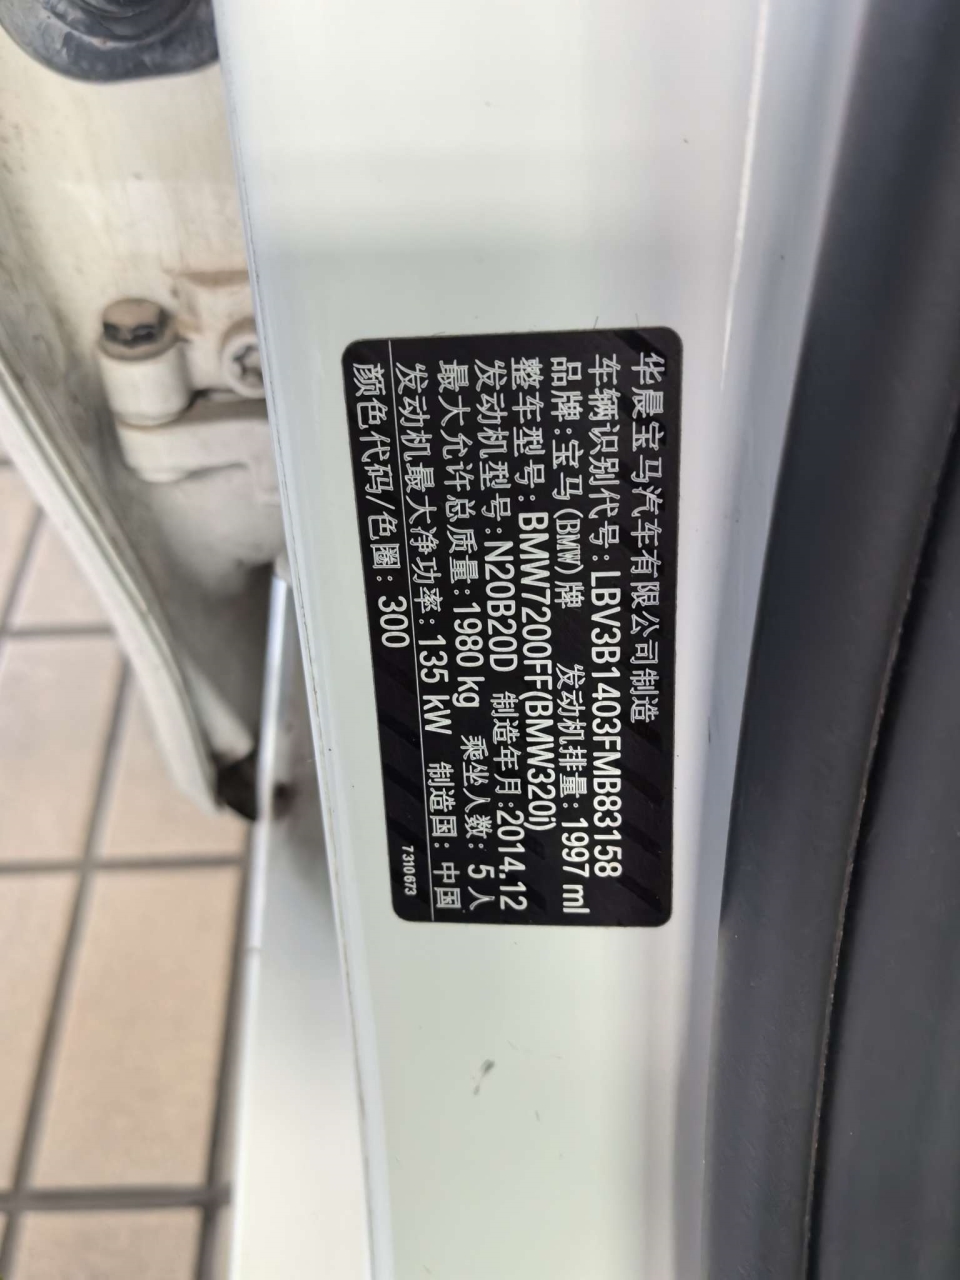 华晨宝马汽车有限公司制造
车辆识别代号：LBV3B1403FMB83158
品牌：宝马(BMW)牌 发动机排量：1997 ml
整车型号：BMW7200FF(BMW320i)
发动机型号：N20B20D 制造年月：2014.12
最大允许总质量：1980 kg 乘坐人数：5人
发动机最大净功率：135 kW 制造国：中国
颜色代码/色圈：300 7310673